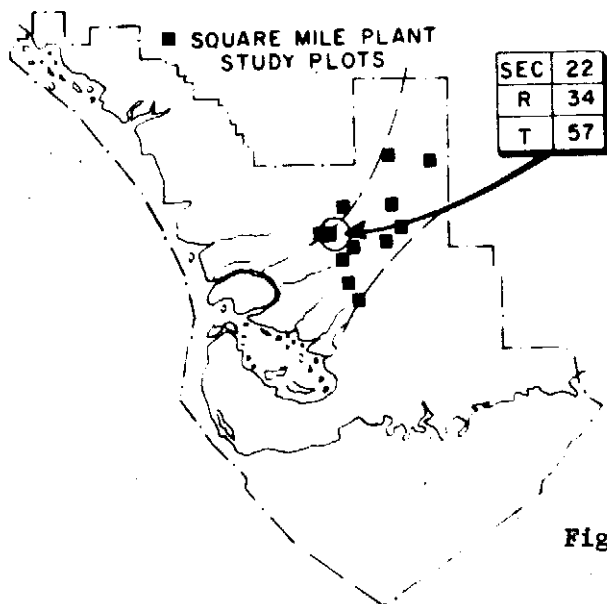 ■ SQUARE MILE PLANT
STUDY PLOTS
SEC 22
R 34
T 57
Fig